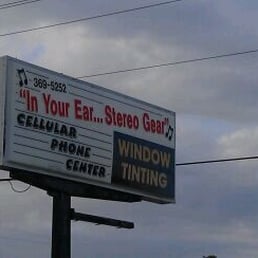 369-5252
"In Your Ear... Stereo Gear"
CELLULAR
PHONE
CENTER
WINDOW
TINTING